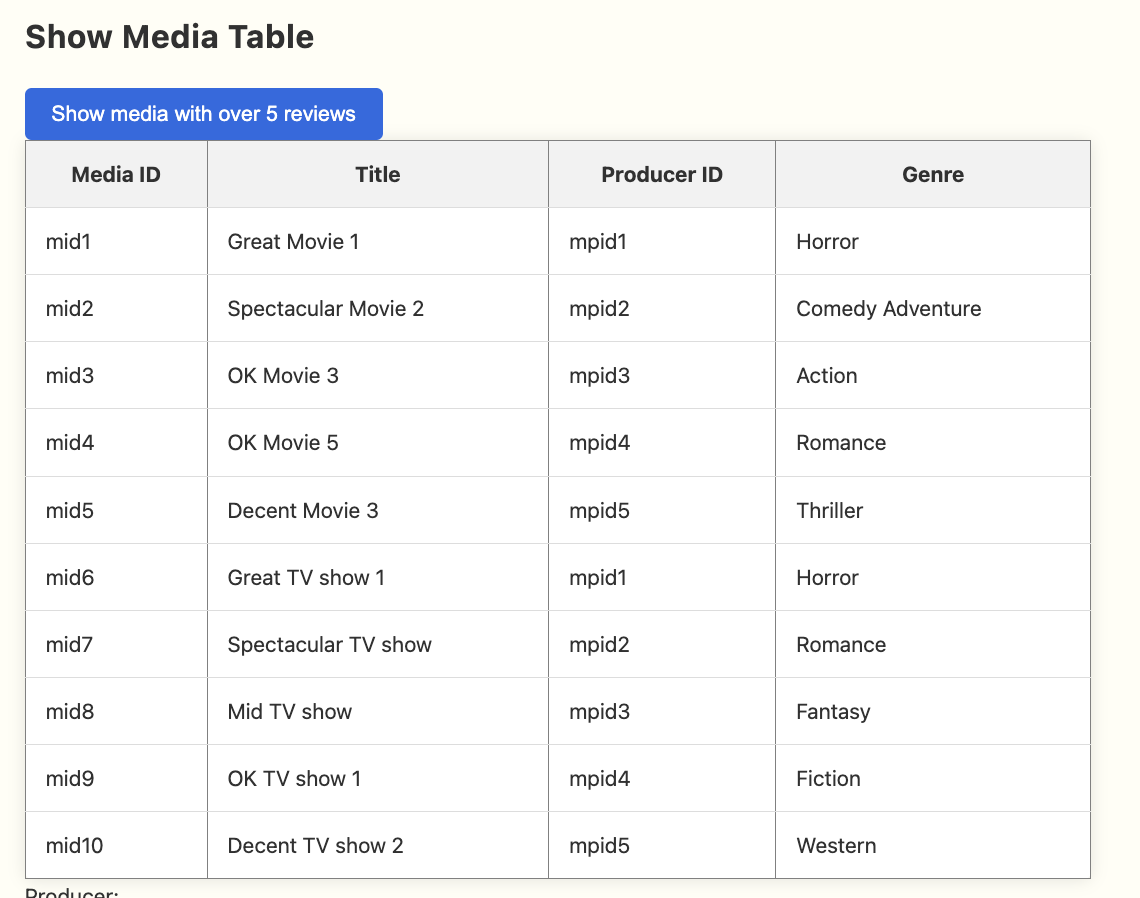 Show Media Table
Show media with over 5 reviews
Media ID Title Producer ID Genre
mid1 Great Movie 1 mpid1 Horror
mid2 Spectacular Movie 2 mpid2 Comedy Adventure
mid3 OK Movie 3 mpid3 Action
mid4 OK Movie 5 mpid4 Romance
mid5 Decent Movie 3 mpid5 Thriller
mid6 Great TV show 1 mpid1 Horror
mid7 Spectacular TV show mpid2 Romance
mid8 Mid TV show mpid3 Fantasy
mid9 OK TV show 1 mpid4 Fiction
mid10 Decent TV show 2 mpid5 Western
Producer: